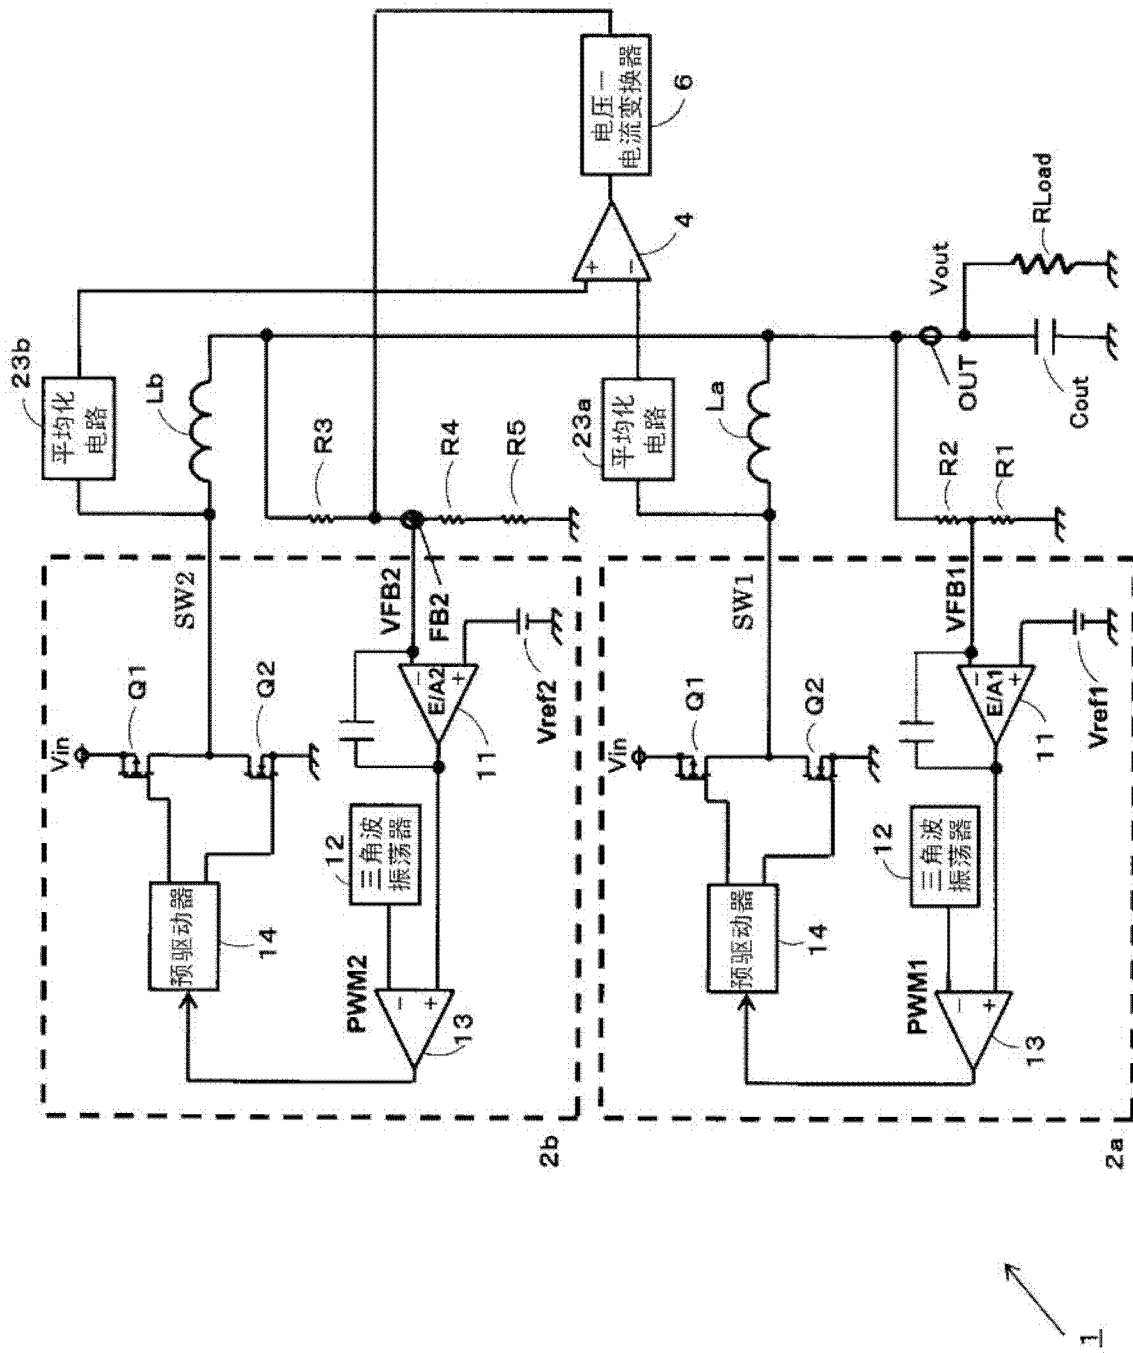 电压一
电流变换器
6
4
RLoad
Vout
OUT
Cout
23b
平均化
电路
Lb
R3
R4
R5
23a
平均化
电路
La
R2
R1
SW2
VFB2
FB2
Vin
Q1
Q2
E/A2
11
Vref2
12
三角波
振荡器
预驱动器
14
PWM2
13
2b
SW1
VFB1
Vin
Q1
Q2
E/A1
11
Vref1
12
三角波
振荡器
预驱动器
14
PWM1
13
2a
1